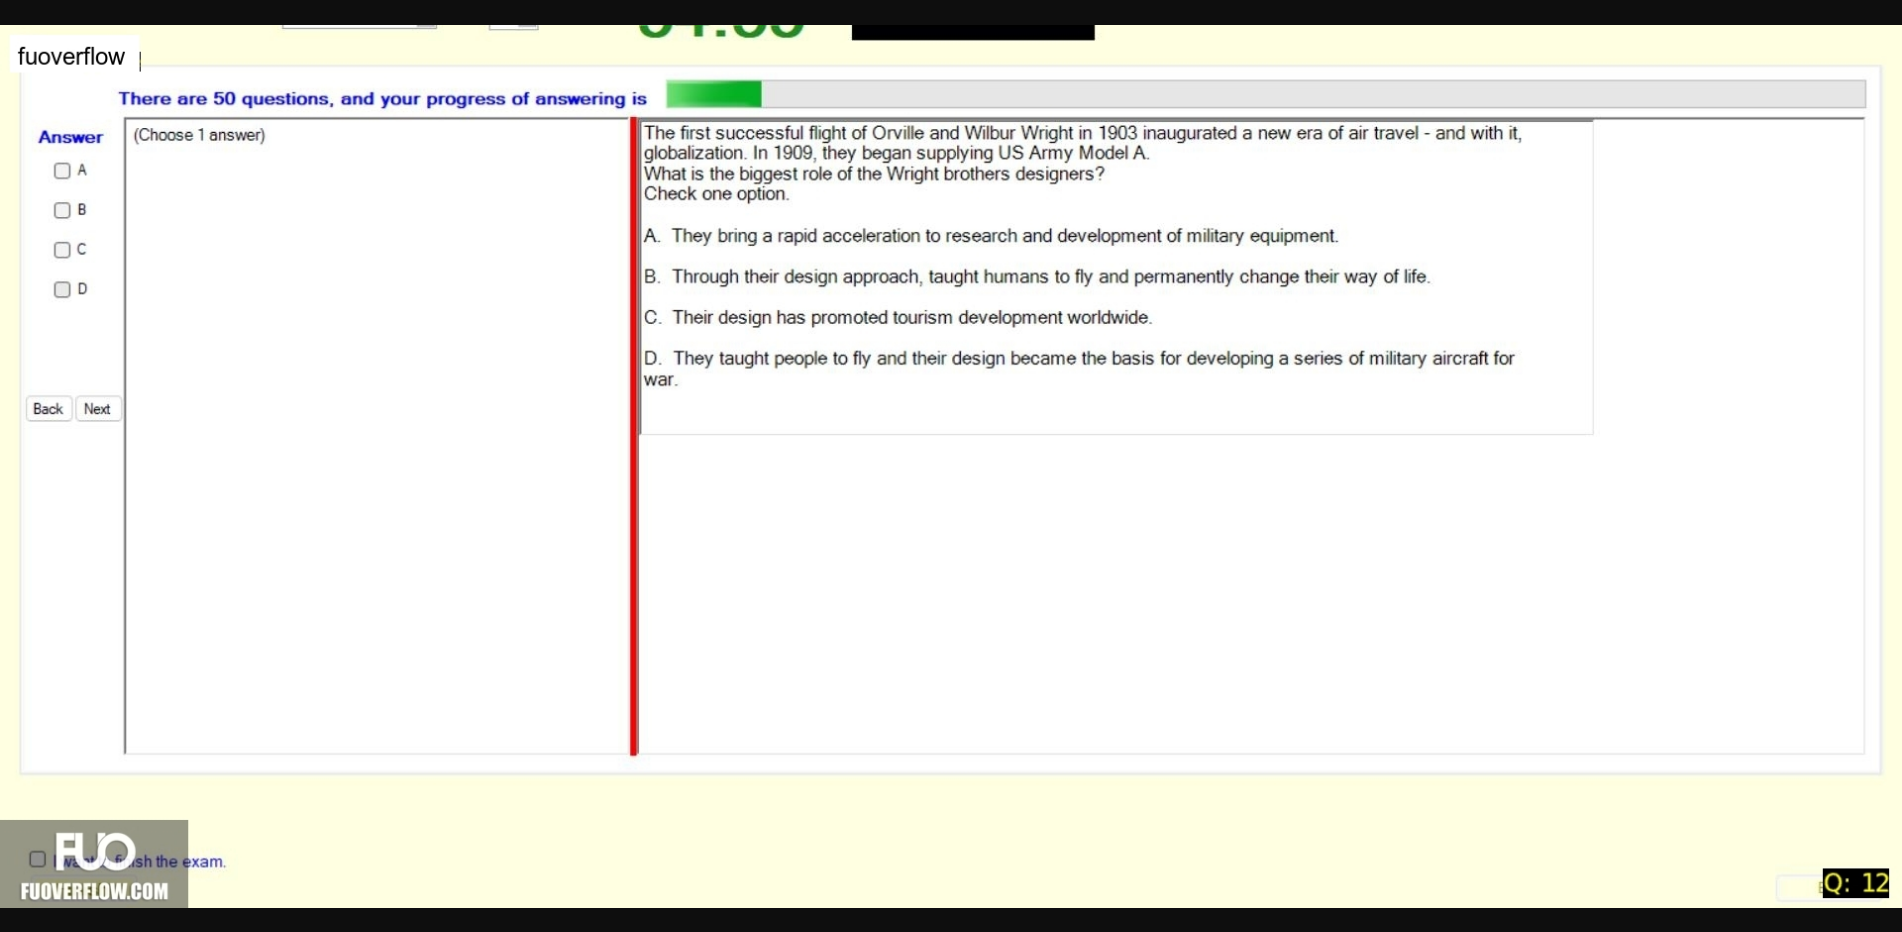 fuoverflow
There are 50 questions, and your progress of answering is
Answer
(Choose 1 answer)
A
B
C
D
Back Next
The first successful flight of Orville and Wilbur Wright in 1903 inaugurated a new era of air travel - and with it,
globalization. In 1909, they began supplying US Army Model A.
What is the biggest role of the Wright brothers designers?
Check one option.
A. They bring a rapid acceleration to research and development of military equipment.
B. Through their design approach, taught humans to fly and permanently change their way of life.
C. Their design has promoted tourism development worldwide.
D. They taught people to fly and their design became the basis for developing a series of military aircraft for
war.
FUO
the exam.
FUOVERFLOW.COM
Q: 12